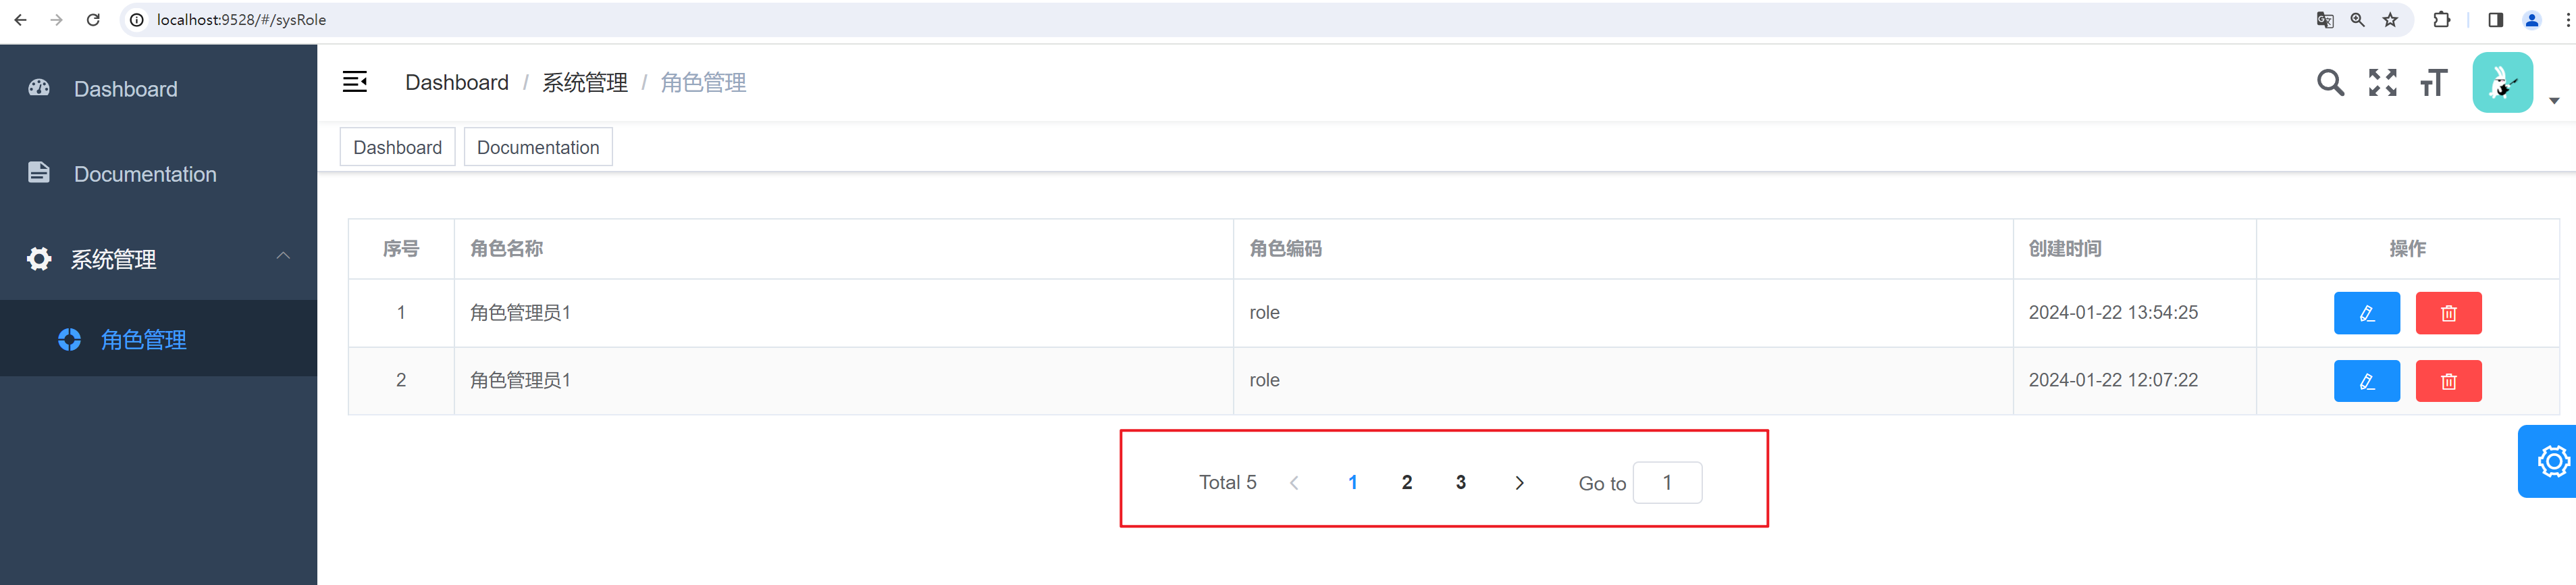 localhost:9528/#/sysRole
Dashboard
Documentation
系统管理
角色管理
Dashboard / 系统管理 / 角色管理
Dashboard Documentation
序号 角色名称 角色编码 创建时间 操作
1 角色管理员1 role 2024-01-22 13:54:25
2 角色管理员1 role 2024-01-22 12:07:22
Total 5 1 2 3 Go to 1